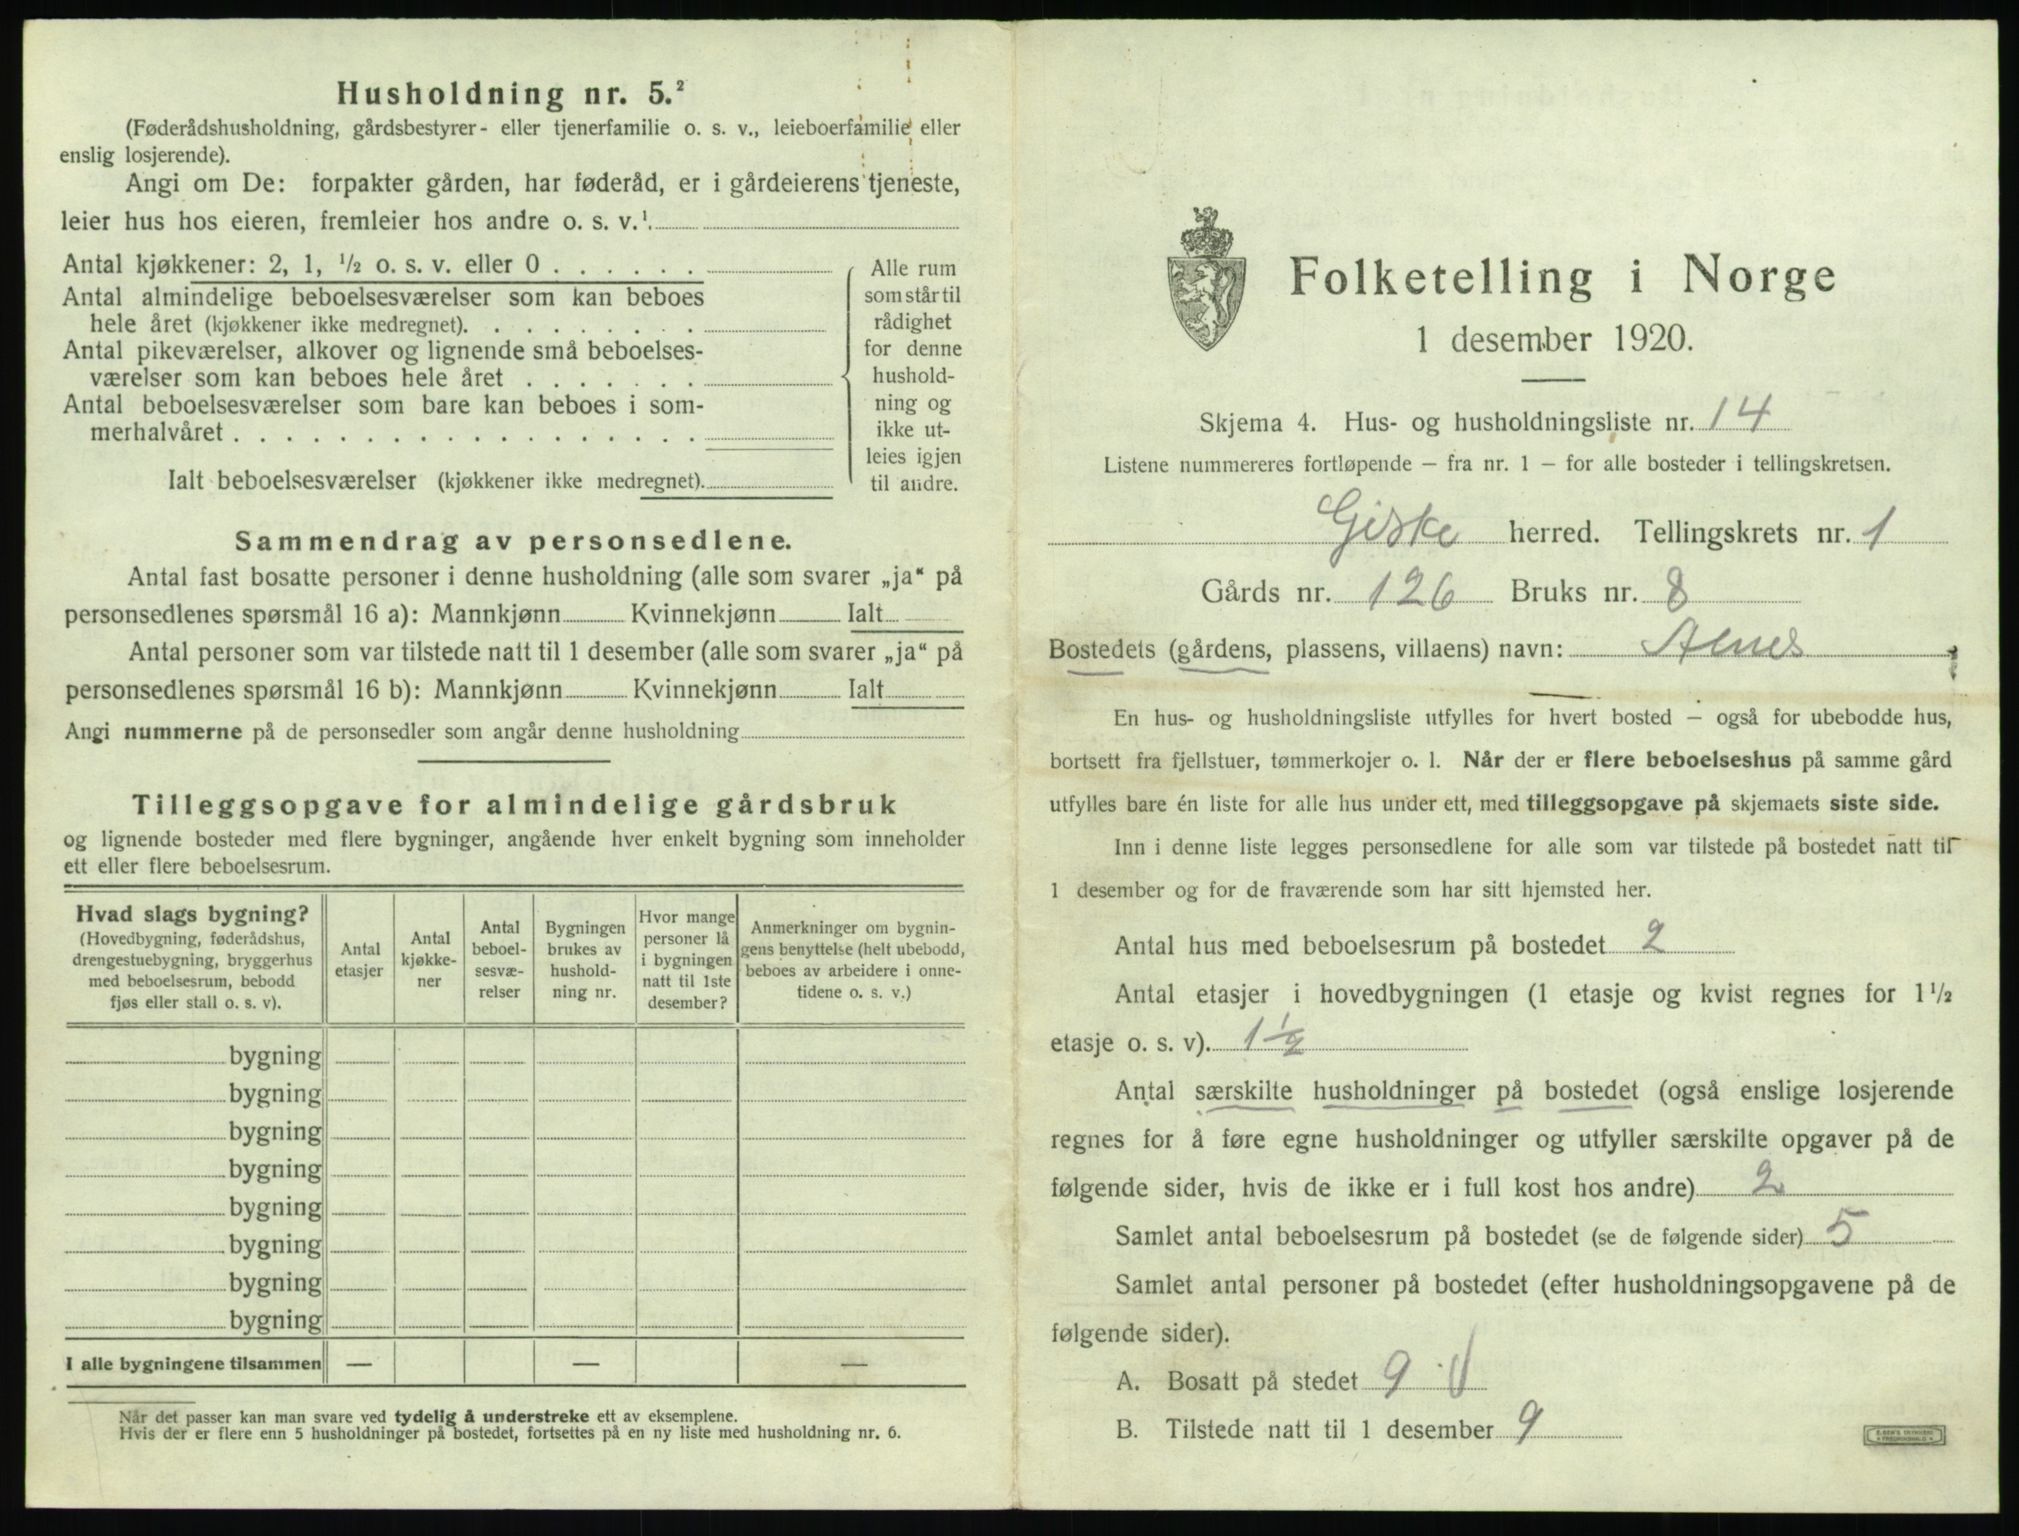 Husholdning nr. 5.²
(Føderådshusholdning, gårdsbestyrer- eller tjenerfamilie o. s. v., leieboerfamilie eller
enslig losjerende).
Angi om De: forpakter gården, har føderåd, er i gårdeierens tjeneste,
leier hus hos eieren, fremleier hos andre o. s. v.¹.
Antal kjøkkener: 2, 1, ½ o. s. v. eller 0 . . . . . .
Antal almindelige beboelsesværelser som kan beboes
hele året (kjøkkener ikke medregnet). . . . . . . . .
Antal pikeværelser, alkover og lignende små beboelses-
værelser som kan beboes hele året . . . . . . .
Antal beboelsesværelser som bare kan beboes i som-
merhalvåret . . . . . . . . . . . . . . . . . .
Ialt beboelsesværelser (kjøkkener ikke medregnet).
Alle rum
som står til
rådighet
for denne
hushold-
ning og
ikke ut-
leies igjen
til andre.
Sammendrag av personsedlene.
Antal fast bosatte personer i denne husholdning (alle som svarer „ja“ på
personsedlenes spørsmål 16 a): Mannkjønn Kvinnekjønn Ialt
Antal personer som var tilstede natt til 1 desember (alle som svarer „ja“ på
personsedlenes spørsmål 16 b): Mannkjønn Kvinnekjønn Ialt
Angi nummerne på de personsedler som angår denne husholdning
Tilleggsopgave for almindelige gårdsbruk
og lignende bosteder med flere bygninger, angående hver enkelt bygning som inneholder
ett eller flere beboelsesrum.
Hvad slags bygning?
(Hovedbygning, føderådshus,
drengestuebygning, bryggerhus
med beboelsesrum, bebodd
fjøs eller stall o. s. v).
Antal
etasjer
Antal
kjøkke-
ner
Antal
beboel-
sesvæ-
relser
Bygningen
brukes av
hushold-
ning nr.
Hvor mange
personer lå
i bygningen
natt til 1ste
desember?
Anmerkninger om bygnin-
gens benyttelse (helt ubebodd,
beboes av arbeidere i onne-
tidene o. s. v.)
bygning
bygning
bygning
bygning
bygning
bygning
bygning
bygning
I alle bygningene tilsammen — — —
Når det passer kan man svare ved tydelig å understreke ett av eksemplene.
Hvis der er flere enn 5 husholdninger på bostedet, fortsettes på en ny liste med husholdning nr. 6.
Folketelling i Norge
1 desember 1920.
Skjema 4. Hus- og husholdningsliste nr. 14
Listene nummereres fortløpende – fra nr. 1 – for alle bosteder i tellingskretsen.
Giske herred. Tellingskrets nr. 1
Gårds nr. 126 Bruks nr. 8
Bostedets (gårdens, plassens, villaens) navn: Alnes
En hus- og husholdningsliste utfylles for hvert bosted – også for ubebodde hus,
bortsett fra fjellstuer, tømmerkojer o. l. Når der er flere beboelseshus på samme gård
utfylles bare én liste for alle hus under ett, med tilleggsopgave på skjemaets siste side.
Inn i denne liste legges personsedlene for alle som var tilstede på bostedet natt til
1 desember og for de fraværende som har sitt hjemsted her.
Antal hus med beboelsesrum på bostedet 2
Antal etasjer i hovedbygningen (1 etasje og kvist regnes for 1½
etasje o. s. v). 1½
Antal særskilte husholdninger på bostedet (også enslige losjerende
regnes for å føre egne husholdninger og utfyller særskilte opgaver på de
følgende sider, hvis de ikke er i full kost hos andre) 2
Samlet antal beboelsesrum på bostedet (se de følgende sider) 5
Samlet antal personer på bostedet (efter husholdningsopgavene på de
følgende sider).
A. Bosatt på stedet 9
B. Tilstede natt til 1 desember 9